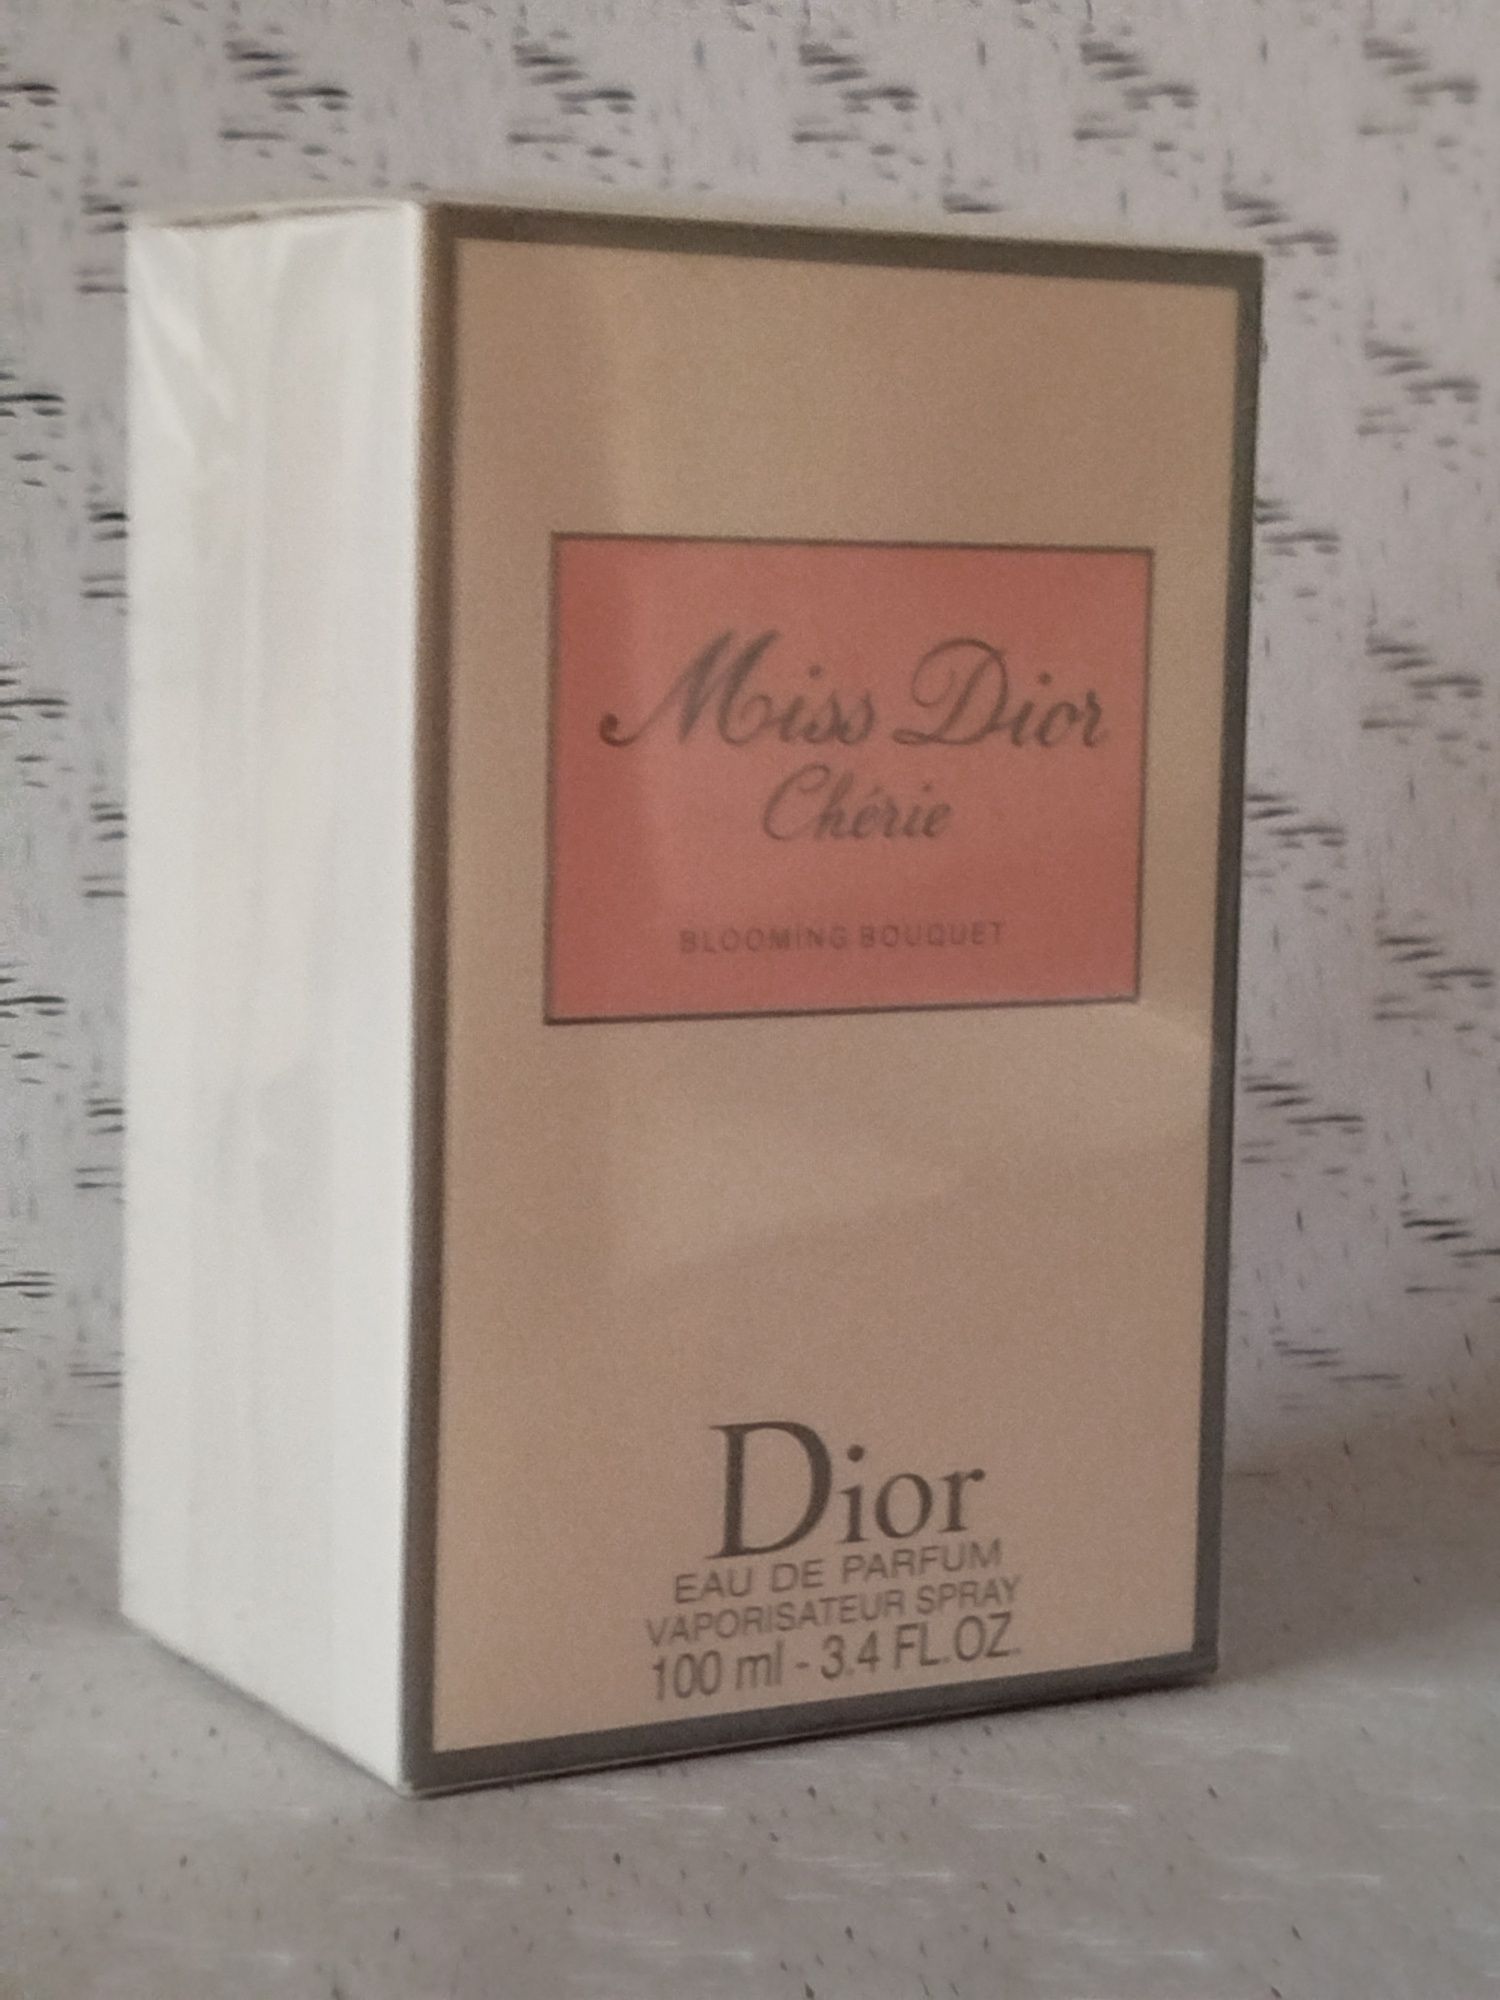 Miss Dior
Chérie
BLOOMING BOUQUET
Dior
EAU DE PARFUM
VAPORISATEUR SPRAY
100 ml - 3.4 FL.OZ.